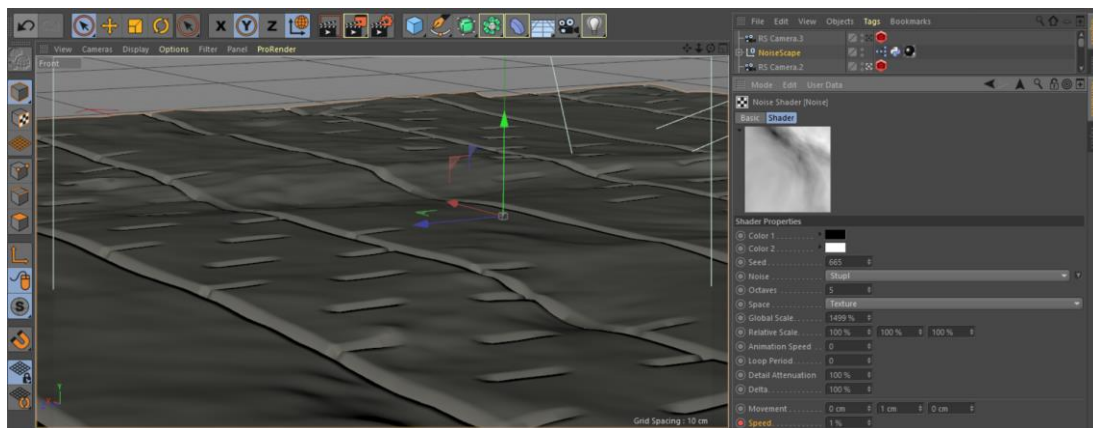 X Y Z
File Edit View Objects Tags Bookmarks
RS Camera.3
NoiseScape
RS Camera.2
View Cameras Display Options Filter Panel ProRender
Front
Mode Edit User Data
Noise Shader [Noise]
Basic Shader
Shader Properties
Color 1
Color 2
Seed 665
Noise Stupl
Octaves 5
Space Texture
Global Scale 1499 %
Relative Scale 100 % 100 % 100 %
Animation Speed 0
Loop Period 0
Detail Attenuation 100 %
Delta 100 %
Movement 0 cm 1 cm 0 cm
Speed 1 %
Y
Grid Spacing : 10 cm